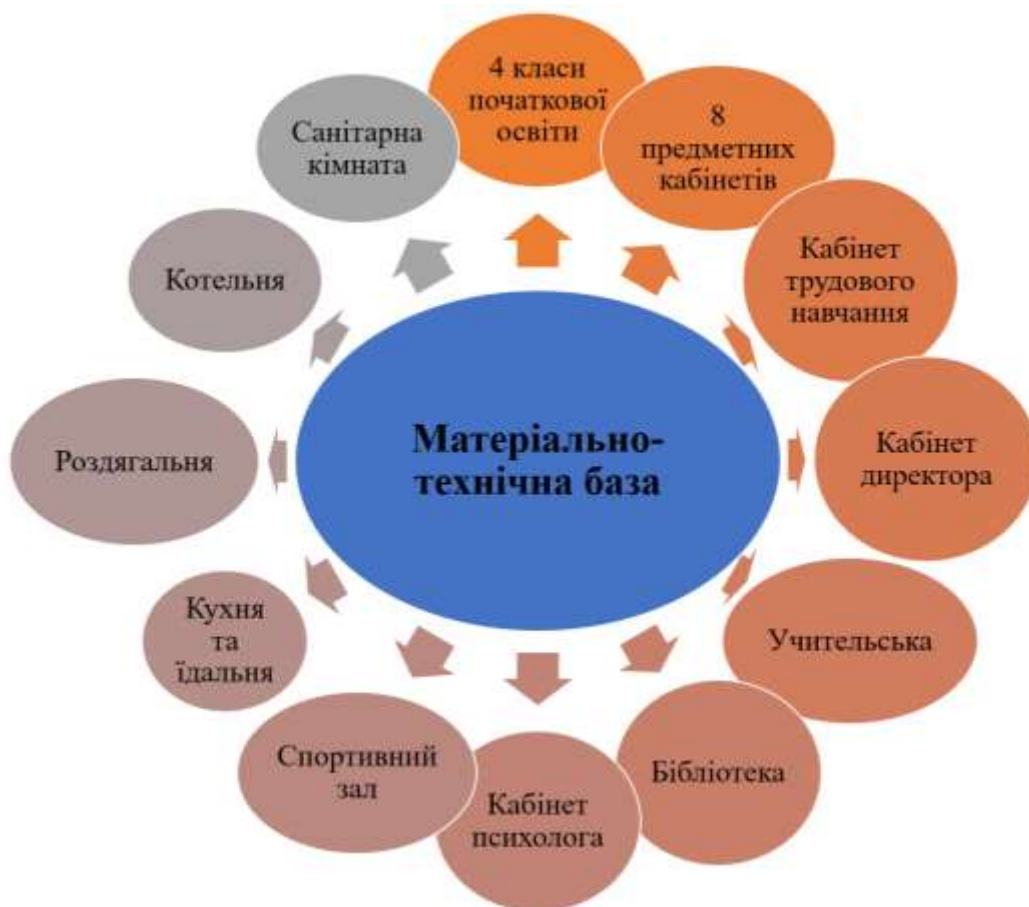 4 класи
початкової
освіти
8
предметних
кабінетів
Кабінет
трудового
навчання
Кабінет
директора
Учительська
Бібліотека
Кабінет
психолога
Спортивний
зал
Кухня
та
їдальня
Роздягальня
Котельня
Санітарна
кімната
Матеріально-
технічна база